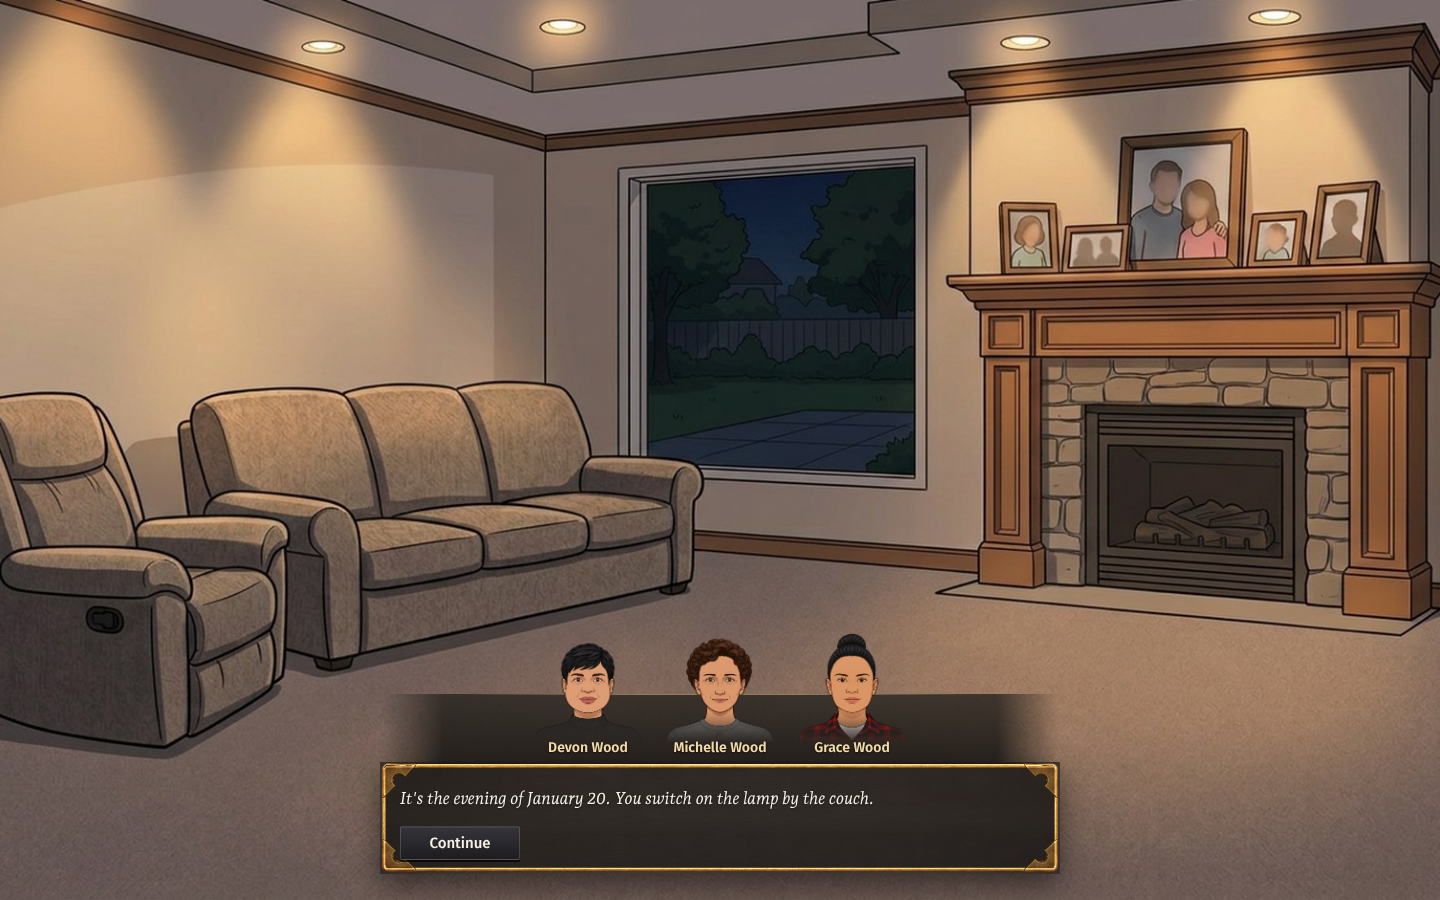 Devon Wood
Michelle Wood
Grace Wood
It's the evening of January 20. You switch on the lamp by the couch.
Continue